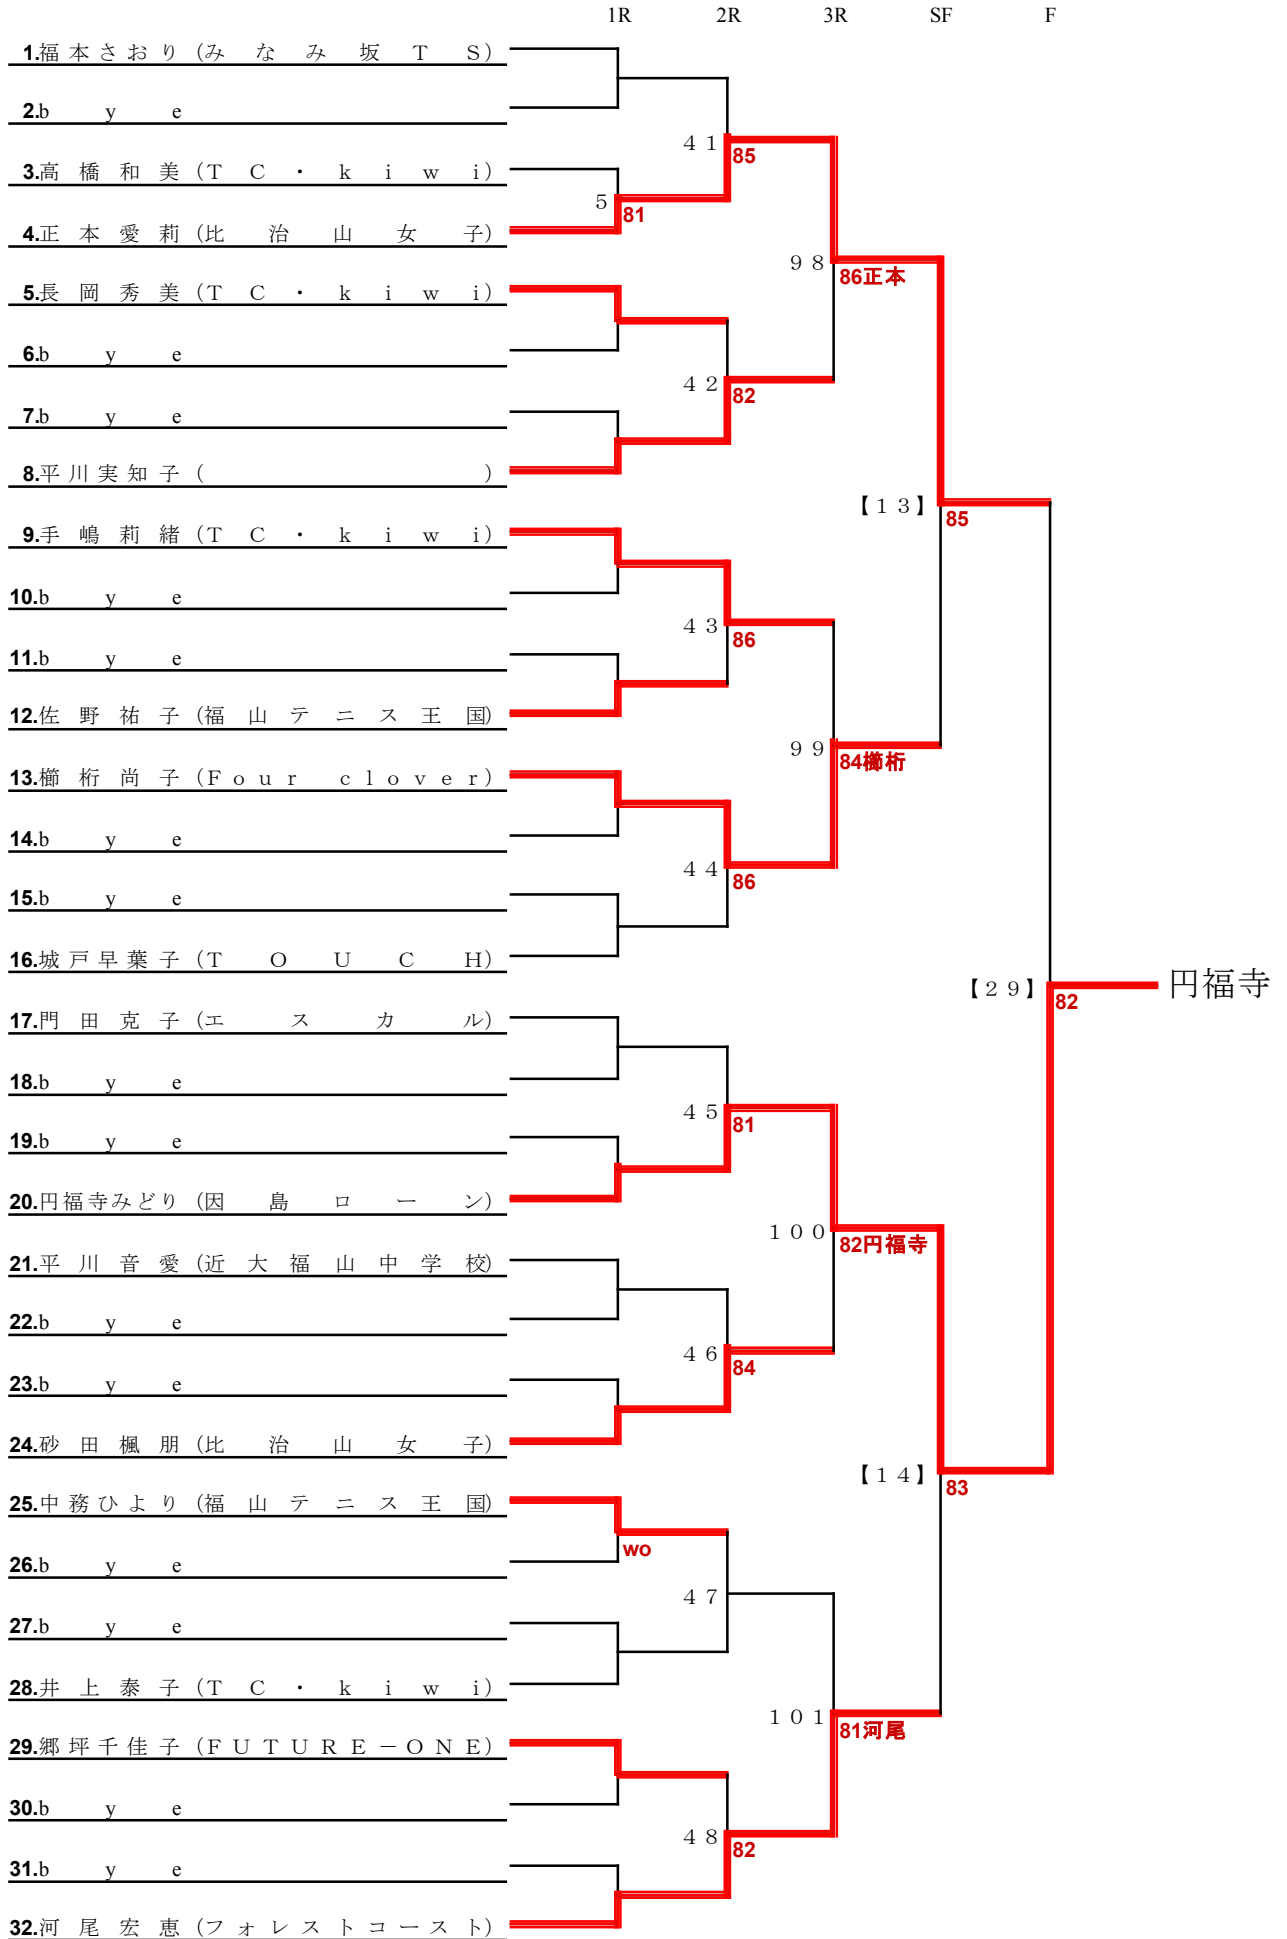 1R 2R 3R SF F
1.福本さおり(みなみ坂TS)
2.bye
41
85
3.高橋和美(TC・kiwi)
5
81
4.正本愛莉(比治山女子)
98
86正本
5.長岡秀美(TC・kiwi)
6.bye
42
82
7.bye
8.平川実知子( )
【13】
85
9.手嶋莉緒(TC・kiwi)
10.bye
43
86
11.bye
12.佐野祐子(福山テニス王国)
99
84櫛桁
13.櫛桁尚子(Four clover)
14.bye
44
86
15.bye
16.城戸早葉子(TOUCH)
【29】
82
円福寺
17.門田克子(エスカル)
18.bye
45
81
19.bye
20.円福寺みどり(因島ローン)
100
82円福寺
21.平川音愛(近大福山中学校)
22.bye
46
84
23.bye
24.砂田楓朋(比治山女子)
【14】
83
25.中務ひより(福山テニス王国)
wo
26.bye
47
27.bye
28.井上泰子(TC・kiwi)
101
81河尾
29.郷坪千佳子(FUTURE-ONE)
30.bye
48
82
31.bye
32.河尾宏恵(フォレストコースト)